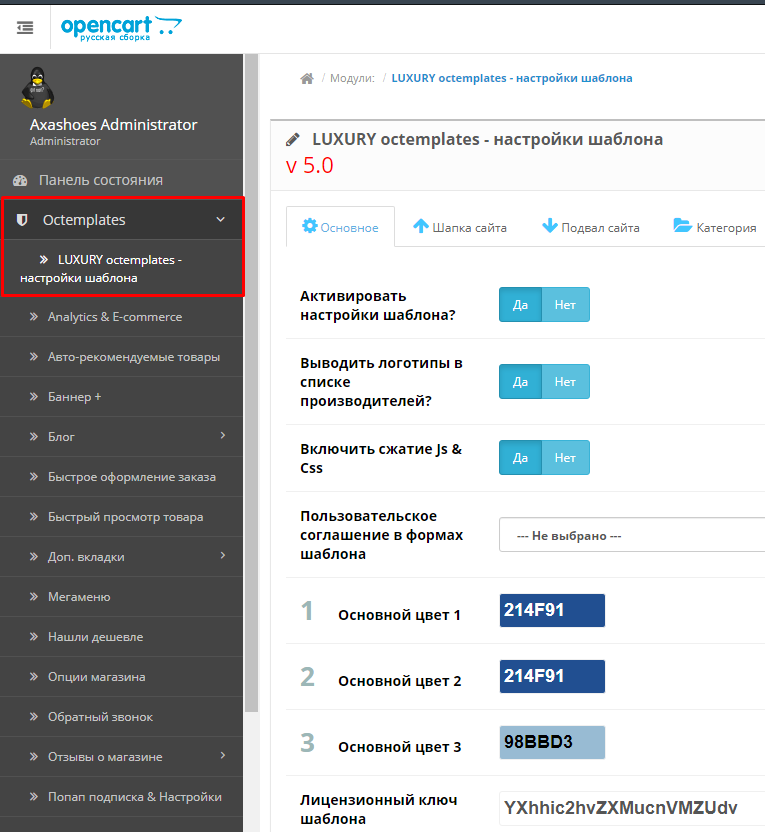 opencart
русская сборка
got root?
Axashoes Administrator
Administrator
Панель состояния
Octemplates
LUXURY octemplates -
настройки шаблона
Analytics & E-commerce
Авто-рекомендуемые товары
Баннер +
Блог
Быстрое оформление заказа
Быстрый просмотр товара
Доп. вкладки
Мегаменю
Нашли дешевле
Опции магазина
Обратный звонок
Отзывы о магазине
Попап подписка & Настройки
/ Модули: / LUXURY octemplates - настройки шаблона
LUXURY octemplates - настройки шаблона
v 5.0
Основное
Шапка сайта
Подвал сайта
Категория
Активировать
настройки шаблона?
Да Нет
Выводить логотипы в
списке
производителей?
Да Нет
Включить сжатие Js &
Css
Да Нет
Пользовательское
соглашение в формах
шаблона
--- Не выбрано ---
1 Основной цвет 1 214F91
2 Основной цвет 2 214F91
3 Основной цвет 3 98BBD3
Лицензионный ключ
шаблона
YXhhic2hvZXMucnVMZUdv